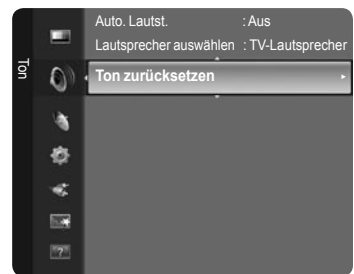 Ton
Auto. Lautst. : Aus
Lautsprecher auswählen : TV-Lautsprecher
Ton zurücksetzen
?